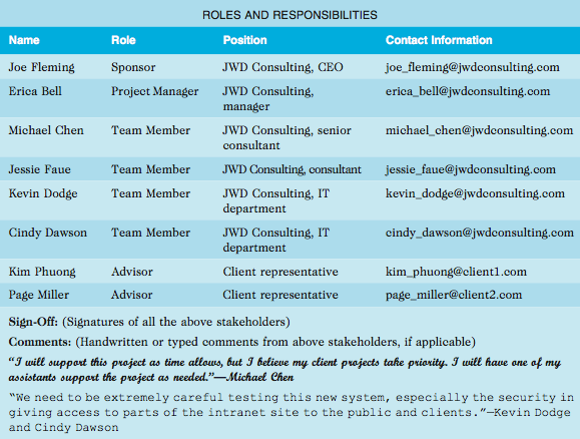 ROLES AND RESPONSIBILITIES
Name Role Position Contact Information
Joe Fleming Sponsor JWD Consulting, CEO joe_fleming@jwdconsulting.com
Erica Bell Project Manager JWD Consulting, erica_bell@jwdconsulting.com
manager
Michael Chen Team Member JWD Consulting, senior michael_chen@jwdconsulting.com
consultant
Jessie Faue Team Member JWD Consulting, consultant jessie_faue@jwdconsulting.com
Kevin Dodge Team Member JWD Consulting, IT kevin_dodge@jwdconsulting.com
department
Cindy Dawson Team Member JWD Consulting, IT cindy_dawson@jwdconsulting.com
department
Kim Phuong Advisor Client representative kim_phuong@client1.com
Page Miller Advisor Client representative page_miller@client2.com
Sign-Off: (Signatures of all the above stakeholders)
Comments: (Handwritten or typed comments from above stakeholders, if applicable)
“I will support this project as time allows, but I believe my client projects take priority. I will have one of my
assistants support the project as needed.”—Michael Chen
“We need to be extremely careful testing this new system, especially the security in
giving access to parts of the intranet site to the public and clients.”—Kevin Dodge
and Cindy Dawson